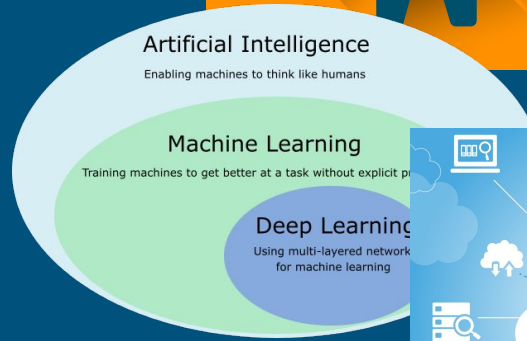 Artificial Intelligence
Enabling machines to think like humans
Machine Learning
Training machines to get better at a task without explicit
Deep Learning
Using multi-layered network
for machine learning